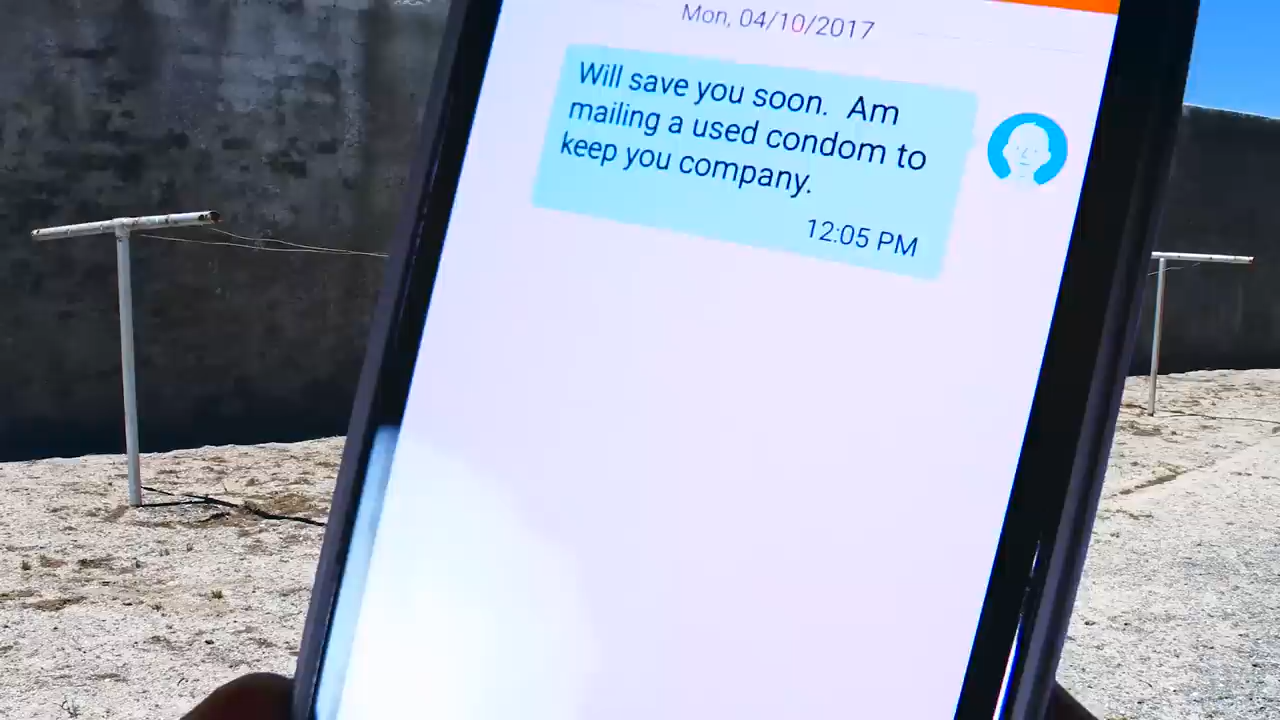 Mon, 04/10/2017
Will save you soon.  Am
mailing a used condom to
keep you company.
12:05 PM